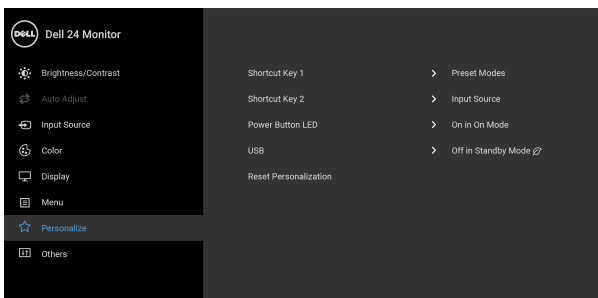 DELL Dell 24 Monitor
Brightness/Contrast
Auto Adjust
Input Source
Color
Display
Menu
Personalize
Others
Shortcut Key 1 > Preset Modes
Shortcut Key 2 > Input Source
Power Button LED > On in On Mode
USB > Off in Standby Mode
Reset Personalization